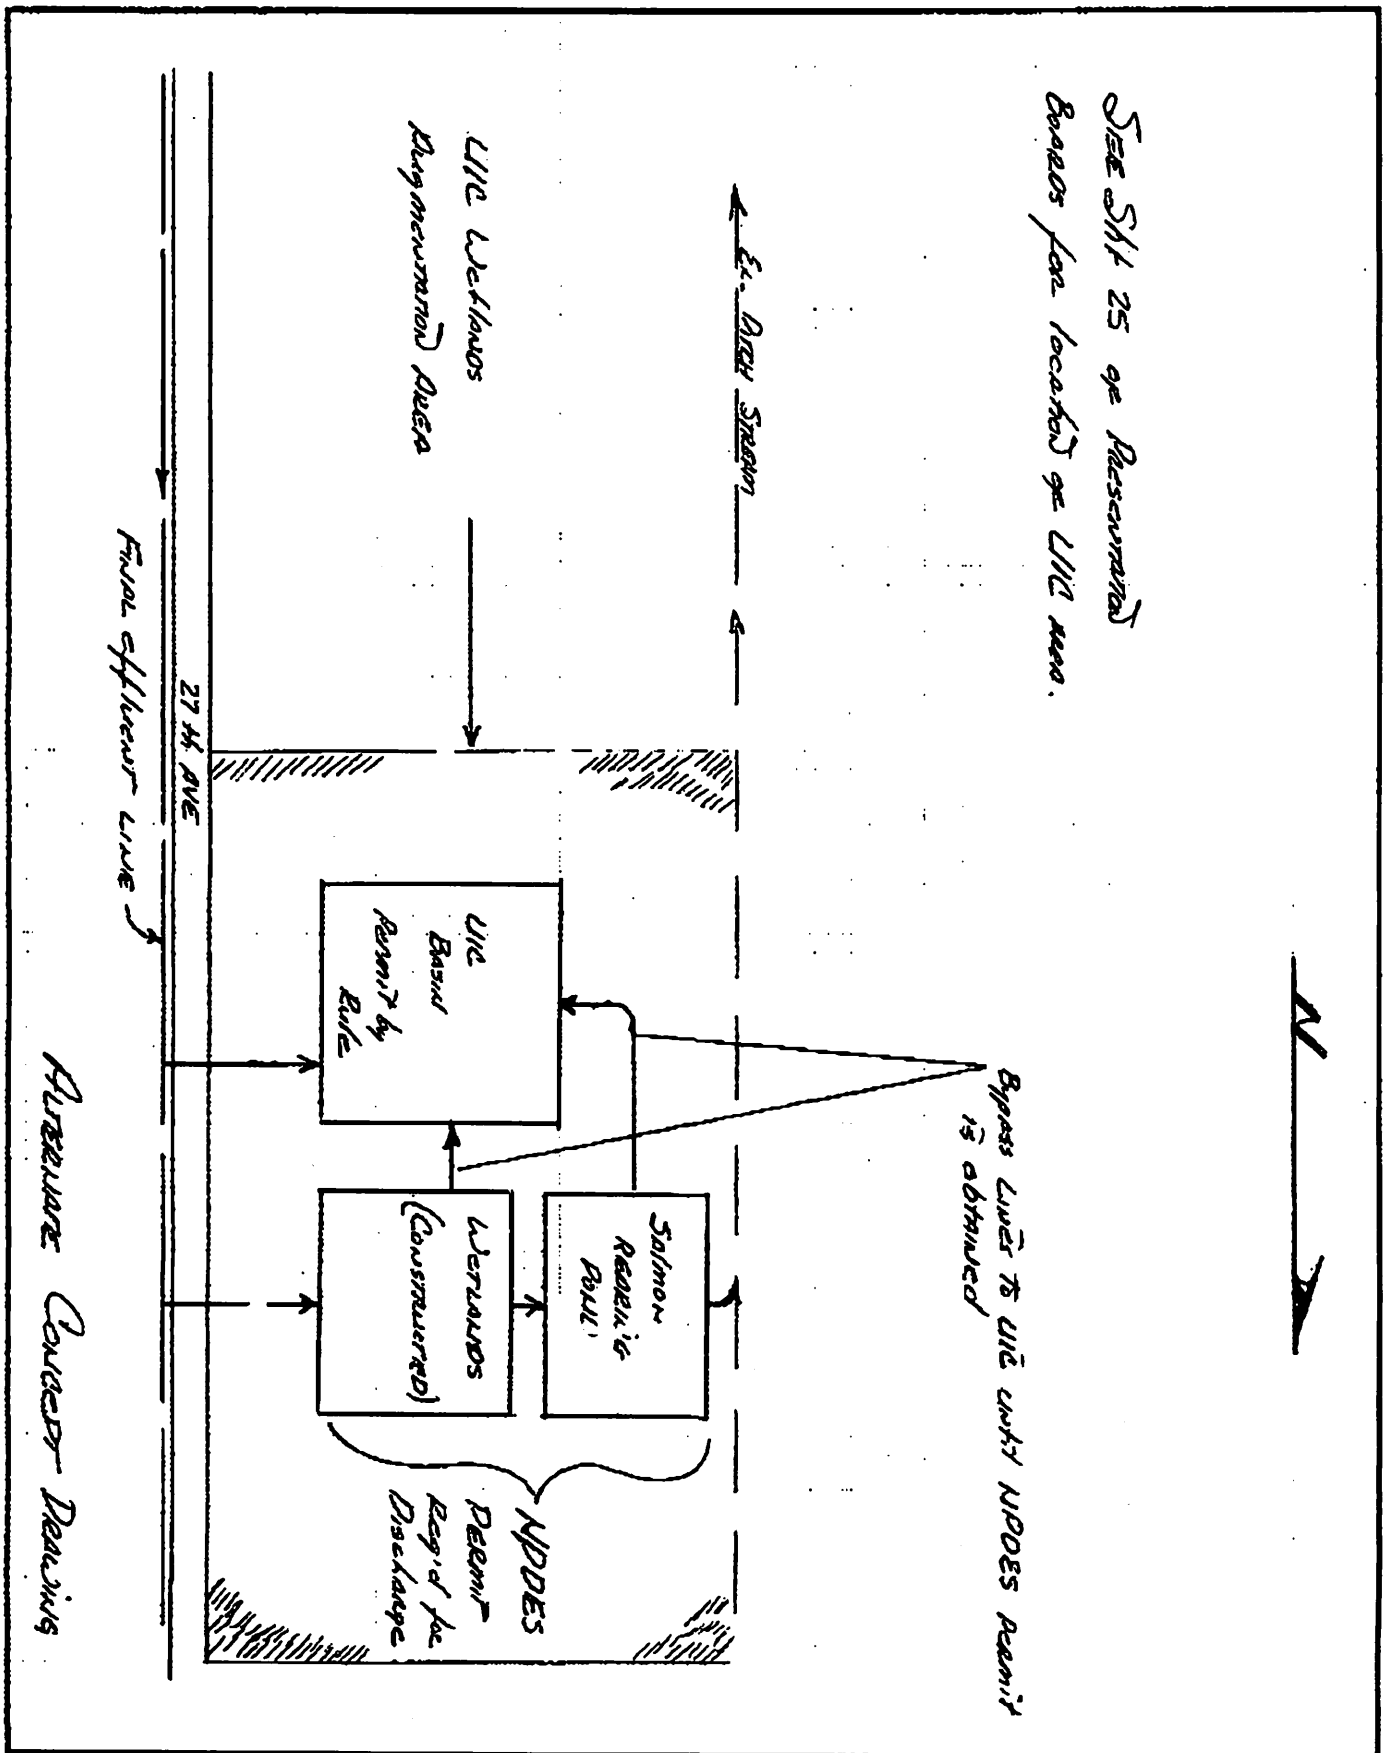 SEE Sht 25 of Presentation
Boards for location of UIC area.
N
Bypass Lines to UIC until NPDES permit
is obtained
Ex. Ditch Stream
UIC Wetlands
Augmentation Area
UIC
Basin
Permit by
Rule
Salmon
Rearing
Pond
Wetlands
(Constructed)
NPDES
Permit
Req'd for
Discharge
27th Ave
Final effluent Line
Alternate Concept Drawing